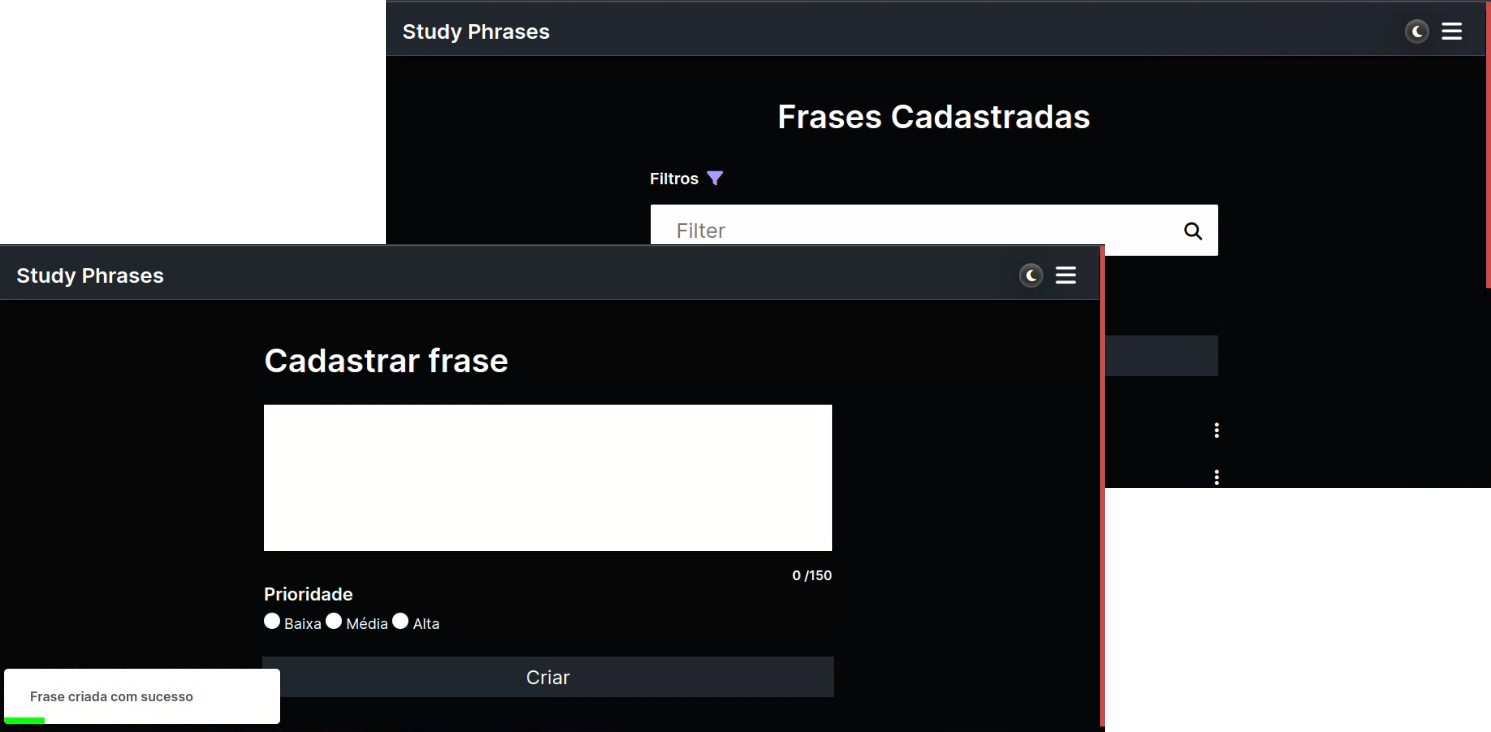 Study Phrases
Frases Cadastradas
Filtros
Filter
Study Phrases
Cadastrar frase
0 /150
Prioridade
Baixa Média Alta
Criar
Frase criada com sucesso